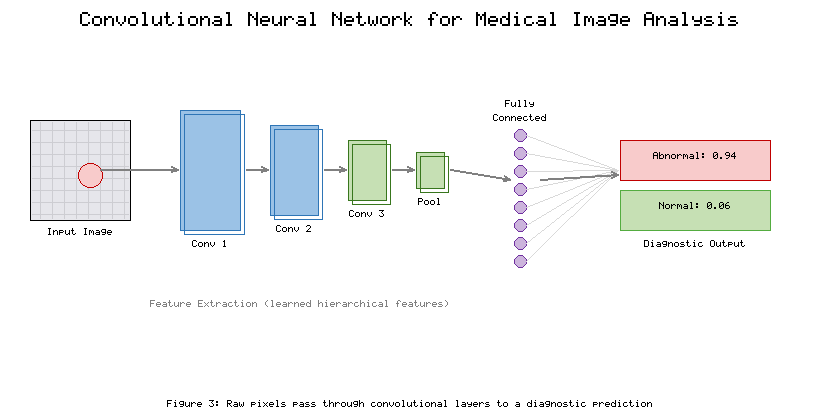 Convolutional Neural Network for Medical Image Analysis
Fully
Connected
Abnormal: 0.94
Normal: 0.06
Input Image
Conv 1
Conv 2
Conv 3
Pool
Diagnostic Output
Feature Extraction (learned hierarchical features)
Figure 3: Raw pixels pass through convolutional layers to a diagnostic prediction